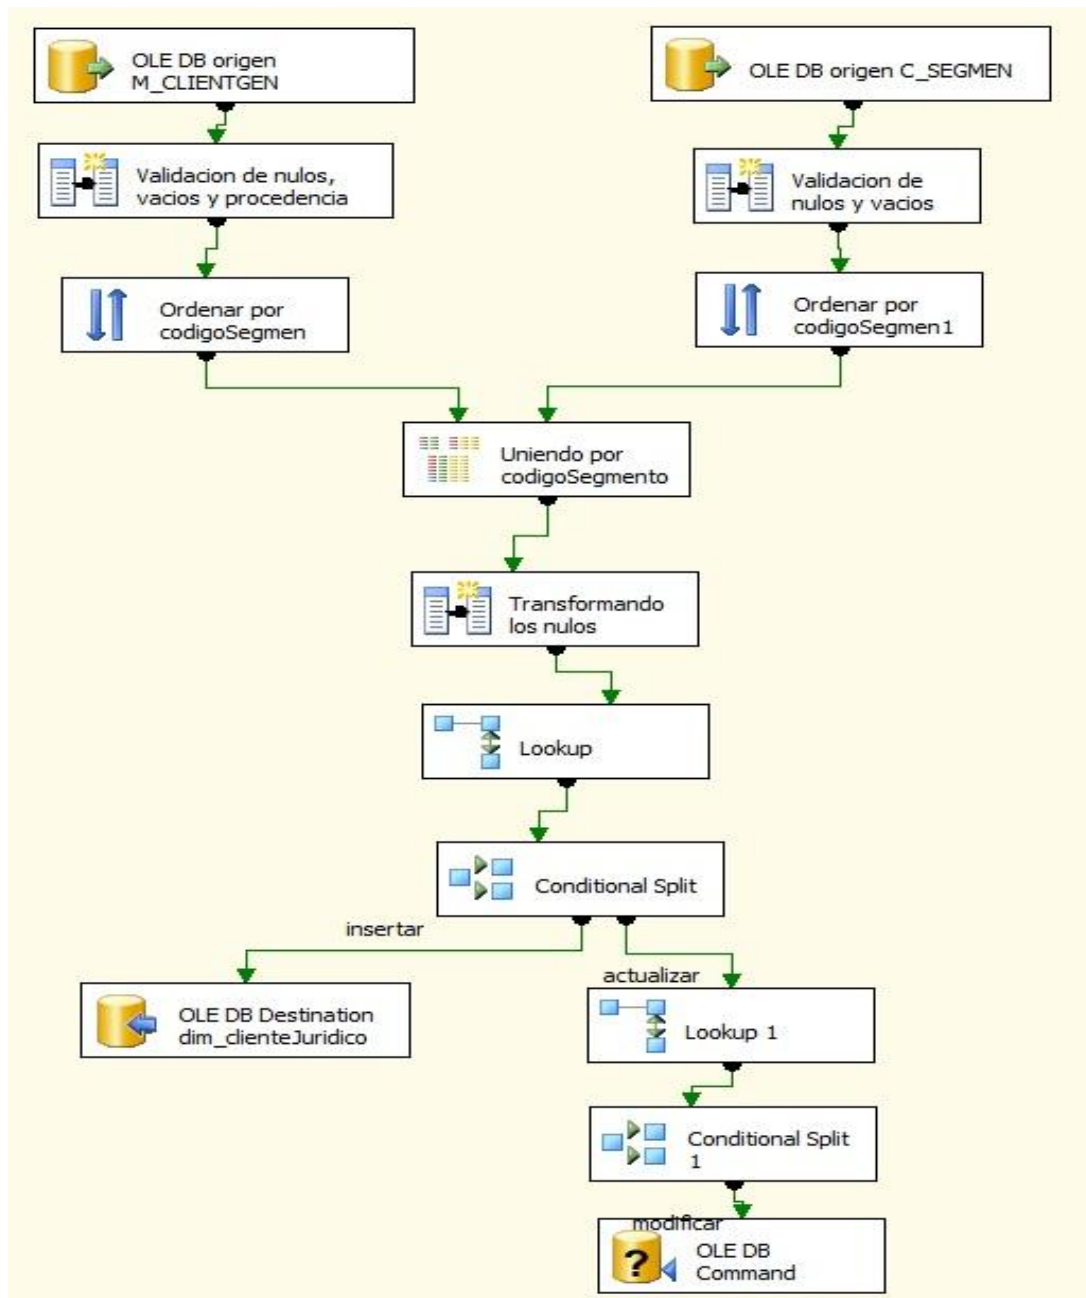 OLE DB origen
M_CLIENTGEN
OLE DB origen C_SEGMEN
Validacion de nulos,
vacios y procedencia
Validacion de
nulos y vacios
Ordenar por
codigoSegmen
Ordenar por
codigoSegmen1
Uniendo por
codigoSegmento
Transformando
los nulos
Lookup
Conditional Split
insertar
actualizar
OLE DB Destination
dim_clienteJuridico
Lookup 1
Conditional Split
1
modificar
OLE DB
Command
?